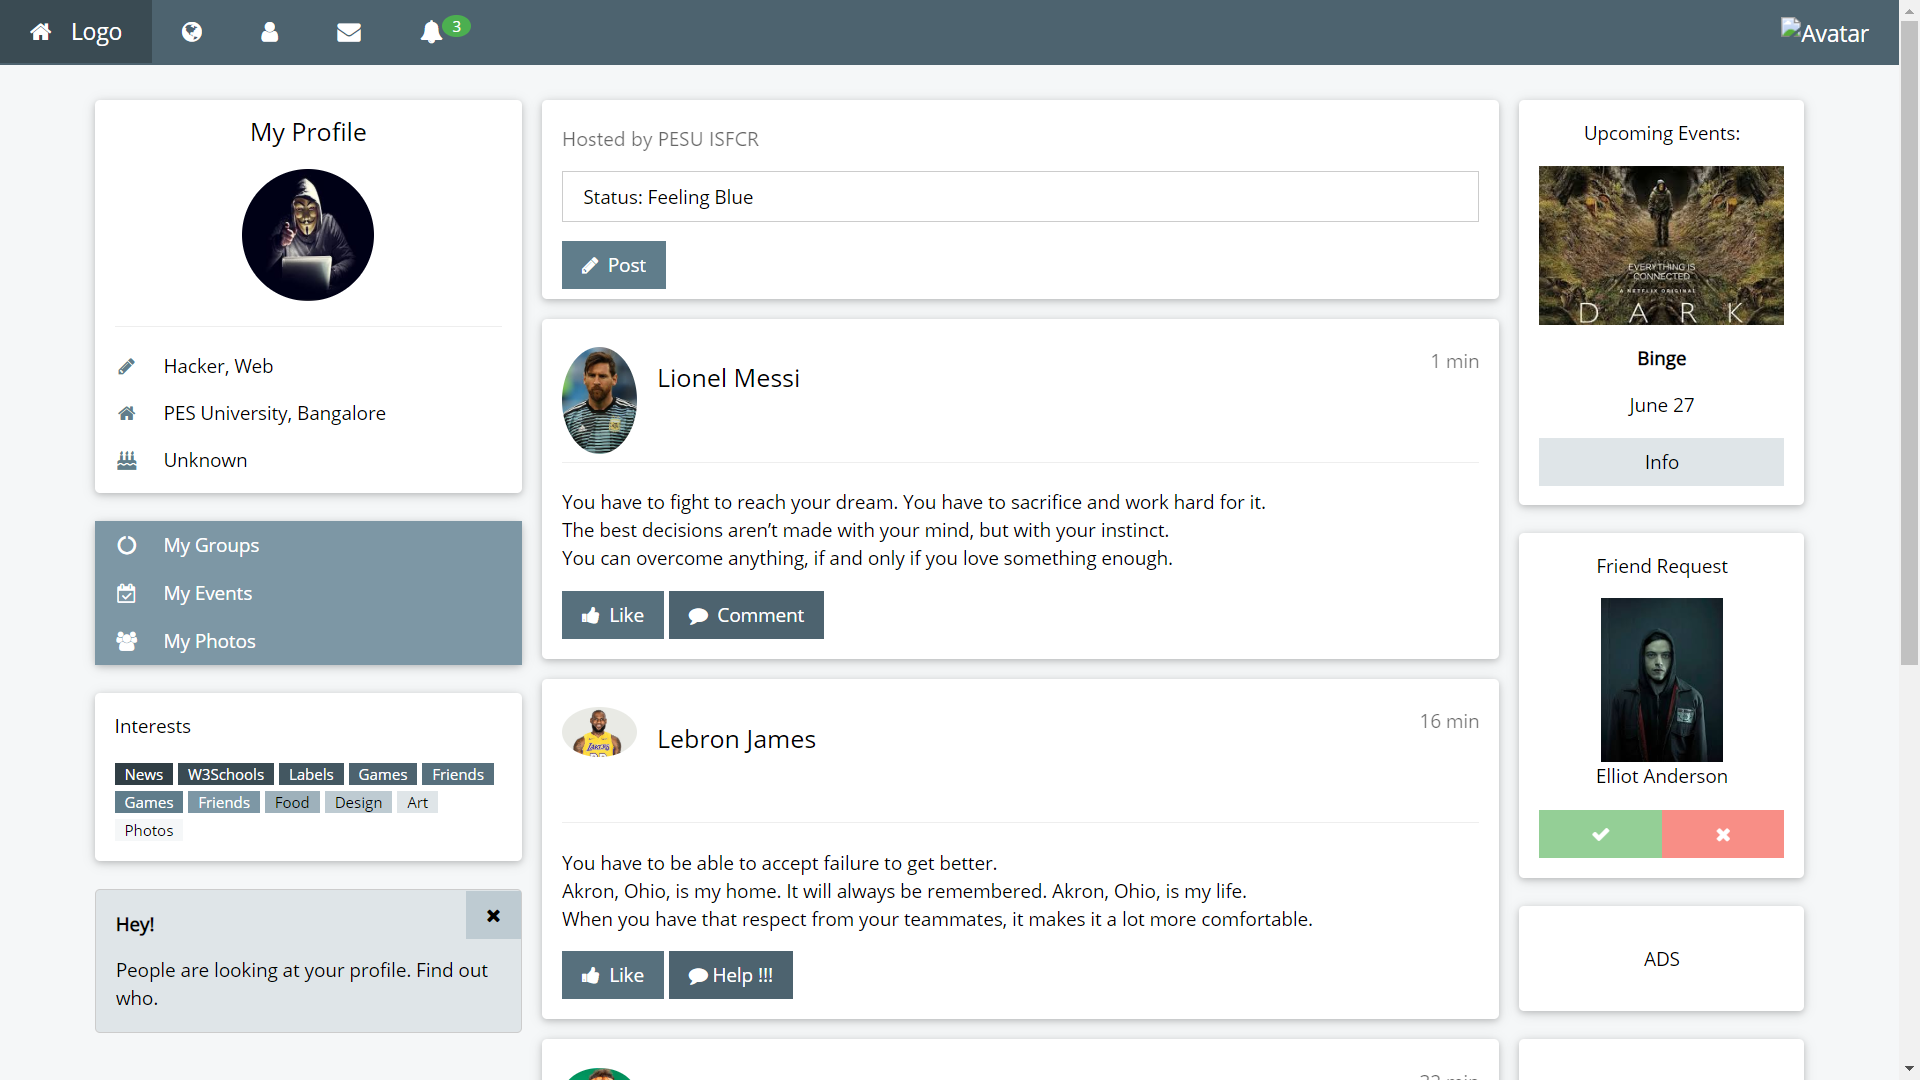 Logo
3
Avatar
My Profile
Hacker, Web
PES University, Bangalore
Unknown
My Groups
My Events
My Photos
Interests
News W3Schools Labels Games Friends
Games Friends Food Design Art
Photos
Hey!
People are looking at your profile. Find out
who.
Hosted by PESU ISFCR
Status: Feeling Blue
Post
Lionel Messi
1 min
You have to fight to reach your dream. You have to sacrifice and work hard for it.
The best decisions aren’t made with your mind, but with your instinct.
You can overcome anything, if and only if you love something enough.
Like Comment
Lebron James
16 min
You have to be able to accept failure to get better.
Akron, Ohio, is my home. It will always be remembered. Akron, Ohio, is my life.
When you have that respect from your teammates, it makes it a lot more comfortable.
Like Help !!!
Upcoming Events:
EVERYTHING IS
CONNECTED
A NETFLIX ORIGINAL
DARK
Binge
June 27
Info
Friend Request
Elliot Anderson
ADS